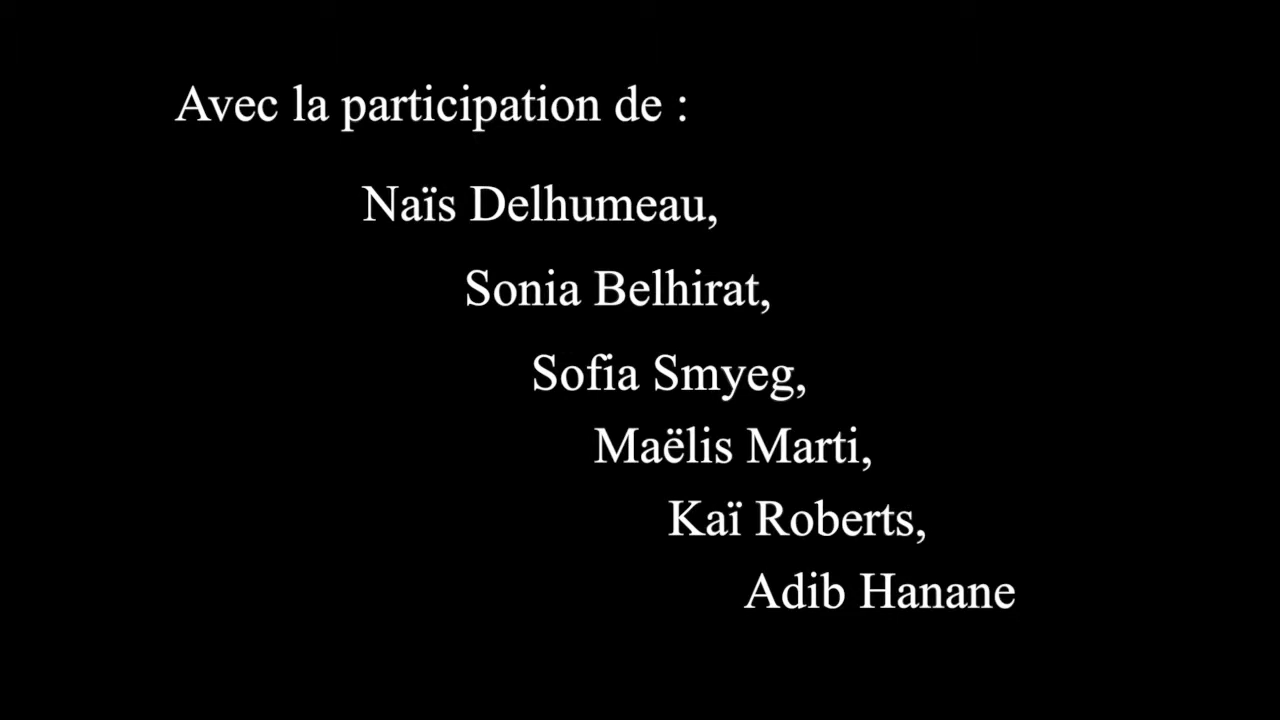 Avec la participation de :
Naïs Delhumeau,
Sonia Belhirat,
Sofia Smyeg,
Maëlis Marti,
Kaï Roberts,
Adib Hanane